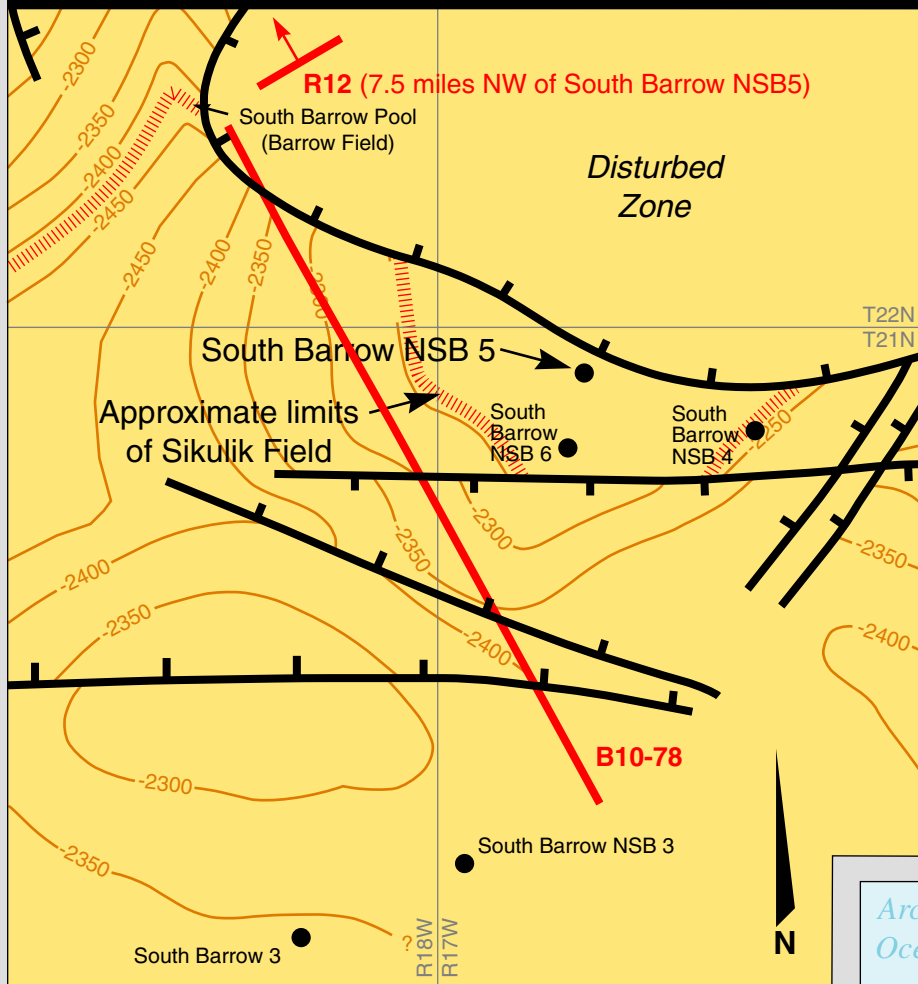 -2300
-2350
-2400
-2450
R12 (7.5 miles NW of South Barrow NSB5)
South Barrow Pool
(Barrow Field)
Disturbed
Zone
-2450
-2400
-2350
T22N
T21N
South Barrow NSB 5
Approximate limits
of Sikulik Field
South
Barrow
NSB 6
South
Barrow
NSB 4
-2250
-2300
-2350
-2350
-2400
-2350
-2400
-2400
B10-78
-2300
-2350
South Barrow NSB 3
South Barrow 3
?
R18W
R17W
N